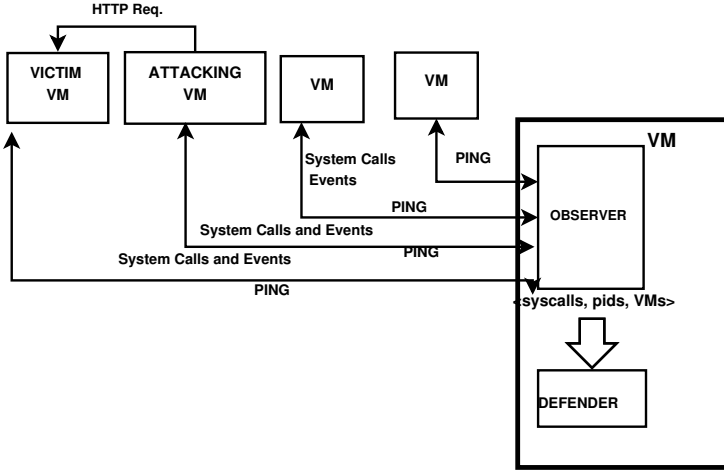 HTTP Req.
VICTIM
VM
ATTACKING
VM
VM
VM
VM
System Calls
Events
PING
OBSERVER
PING
System Calls and Events
PING
System Calls and Events
PING
<syscalls, pids, VMs>
DEFENDER